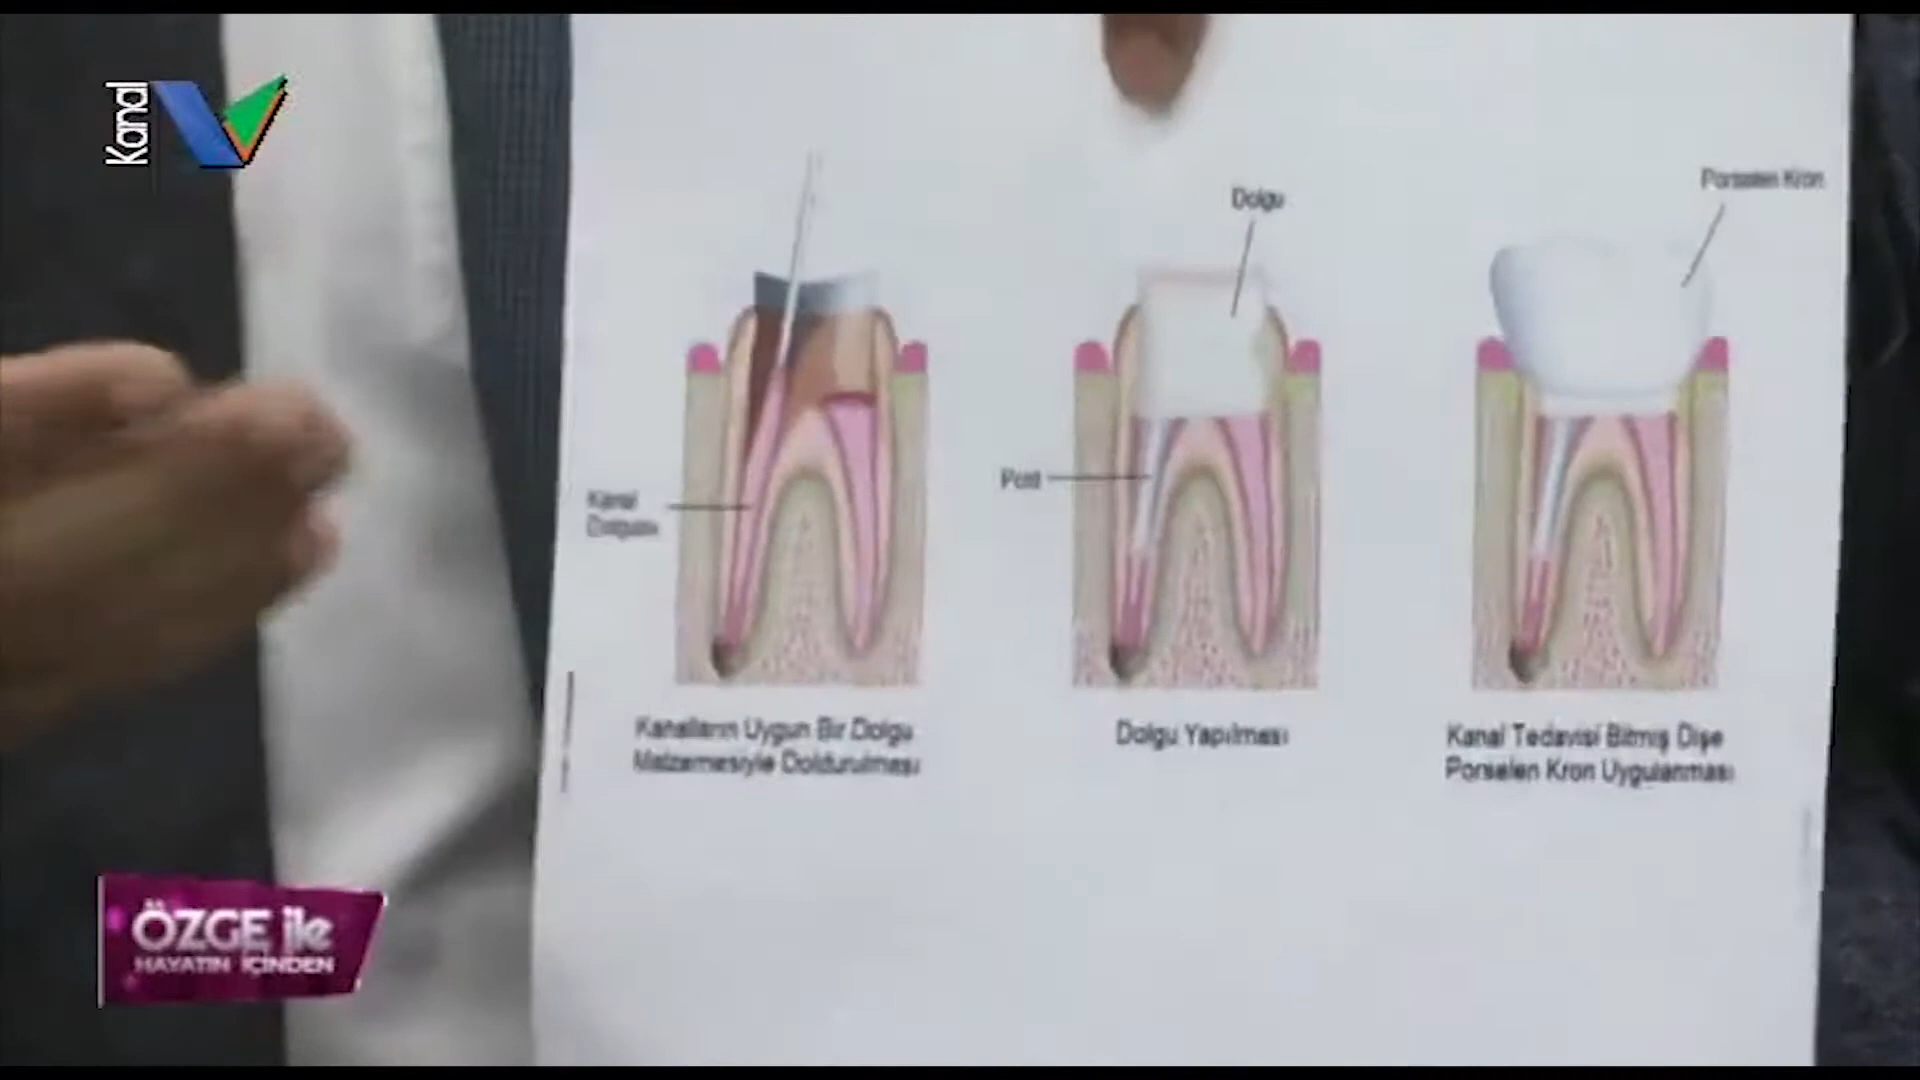 Kanal
Dolgu
Porselen Kron
Post
Kanal
Dolgusu
Kanalların Uygun Bir Dolgu
Malzemesiyle Doldurulması
Dolgu Yapılması
Kanal Tedavisi Bitmiş Dişe
Porselen Kron Uygulanması
ÖZGE ile
HAYATIN İÇİNDEN